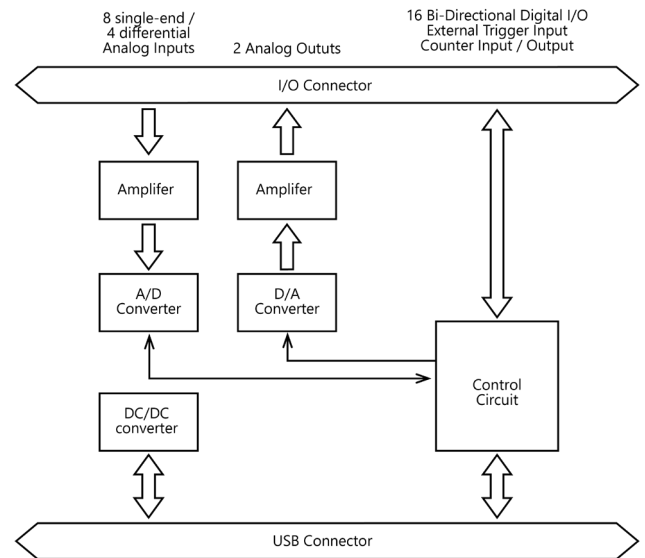 8 single-end /
4 differential
Analog Inputs
2 Analog Oututs
16 Bi-Directional Digital I/O
External Trigger Input
Counter Input / Output
I/O Connector
Amplifer
Amplifer
A/D
Converter
D/A
Converter
Control
Circuit
DC/DC
converter
USB Connector